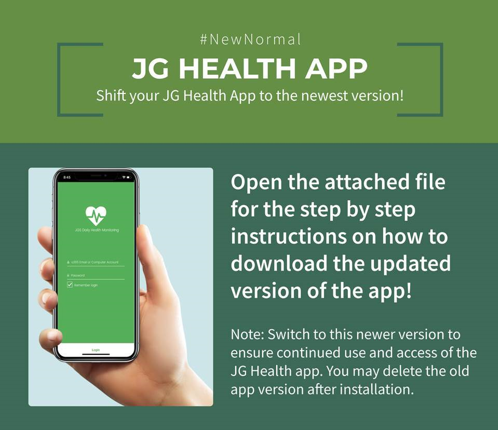 #NewNormal
JG HEALTH APP
Shift your JG Health App to the newest version!
Open the attached file
for the step by step
instructions on how to
download the updated
version of the app!
Note: Switch to this newer version to
ensure continued use and access of the
JG Health app. You may delete the old
app version after installation.
8:45
Daily Health Monitoring
Password
Login